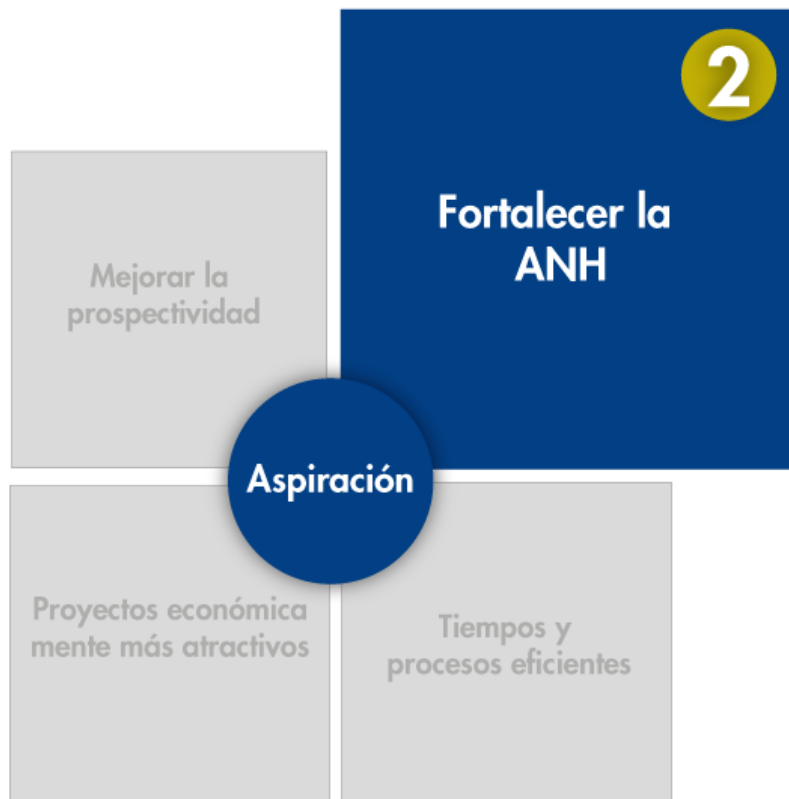 2
Fortalecer la
ANH
Mejorar la
prospectividad
Aspiración
Proyectos económica
mente más atractivos
Tiempos y
procesos eficientes